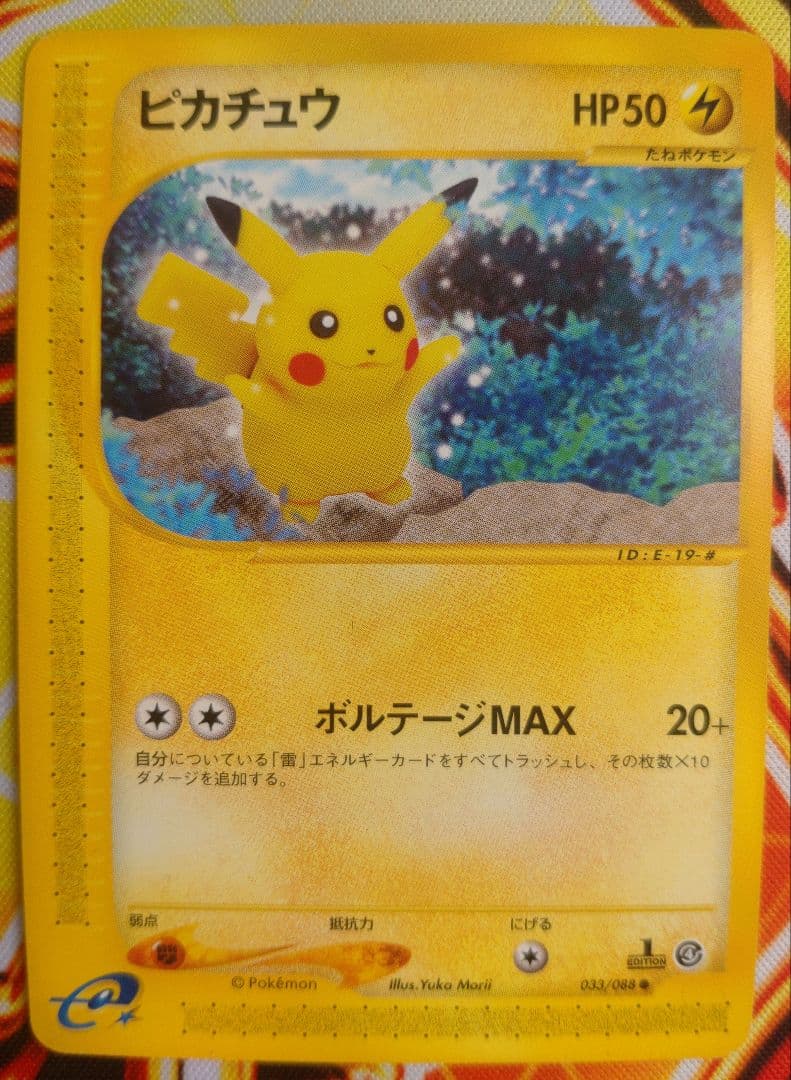 ピカチュウ HP50
たねポケモン
ID:E-19-#
ボルテージMAX 20+
自分についている「雷」エネルギーカードをすべてトラッシュし、その枚数×10
ダメージを追加する。
弱点 抵抗力 にげる
1 EDITION
© Pokémon Illus.Yuka Morii 033/088 ●
e